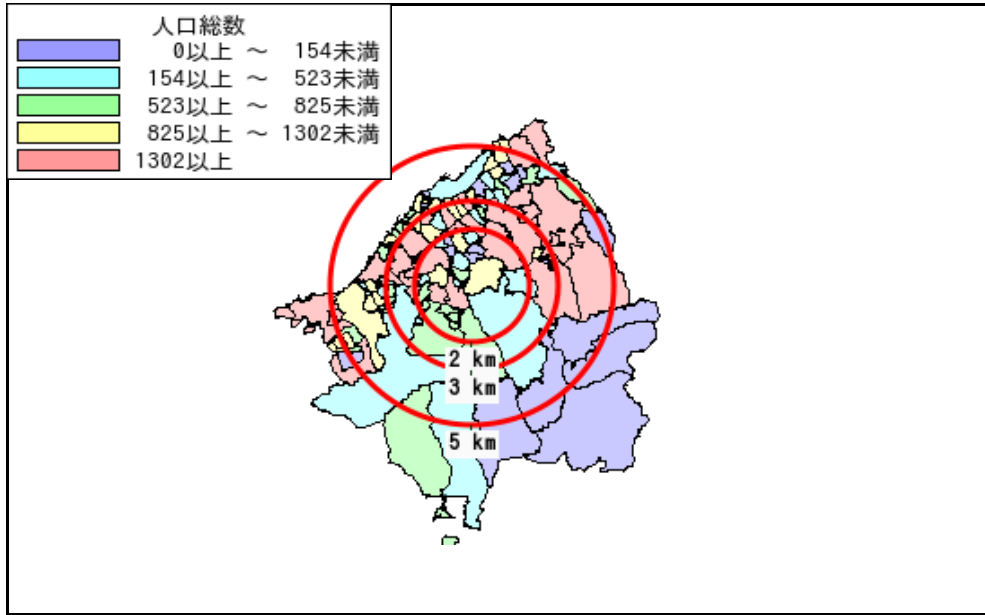 人口総数
0以上 ～ 154未満
154以上 ～ 523未満
523以上 ～ 825未満
825以上 ～ 1302未満
1302以上
2 km
3 km
5 km